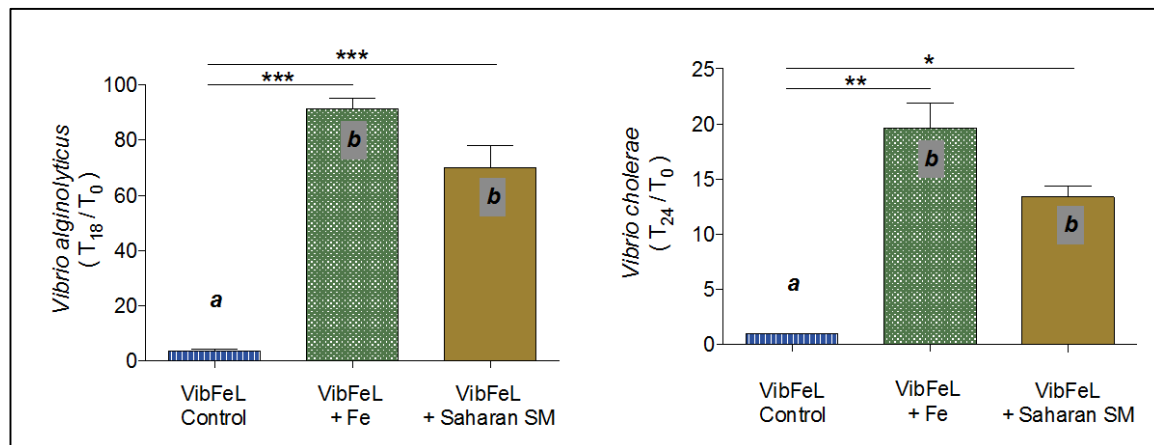 ***
***
Vibrio alginolyticus
( T18 / T0 )
100
80
60
40
20
0
a
b
b
VibFeL
Control
VibFeL
+ Fe
VibFeL
+ Saharan SM
*
**
Vibrio cholerae
( T24 / T0 )
25
20
15
10
5
0
a
b
b
VibFeL
Control
VibFeL
+ Fe
VibFeL
+ Saharan SM